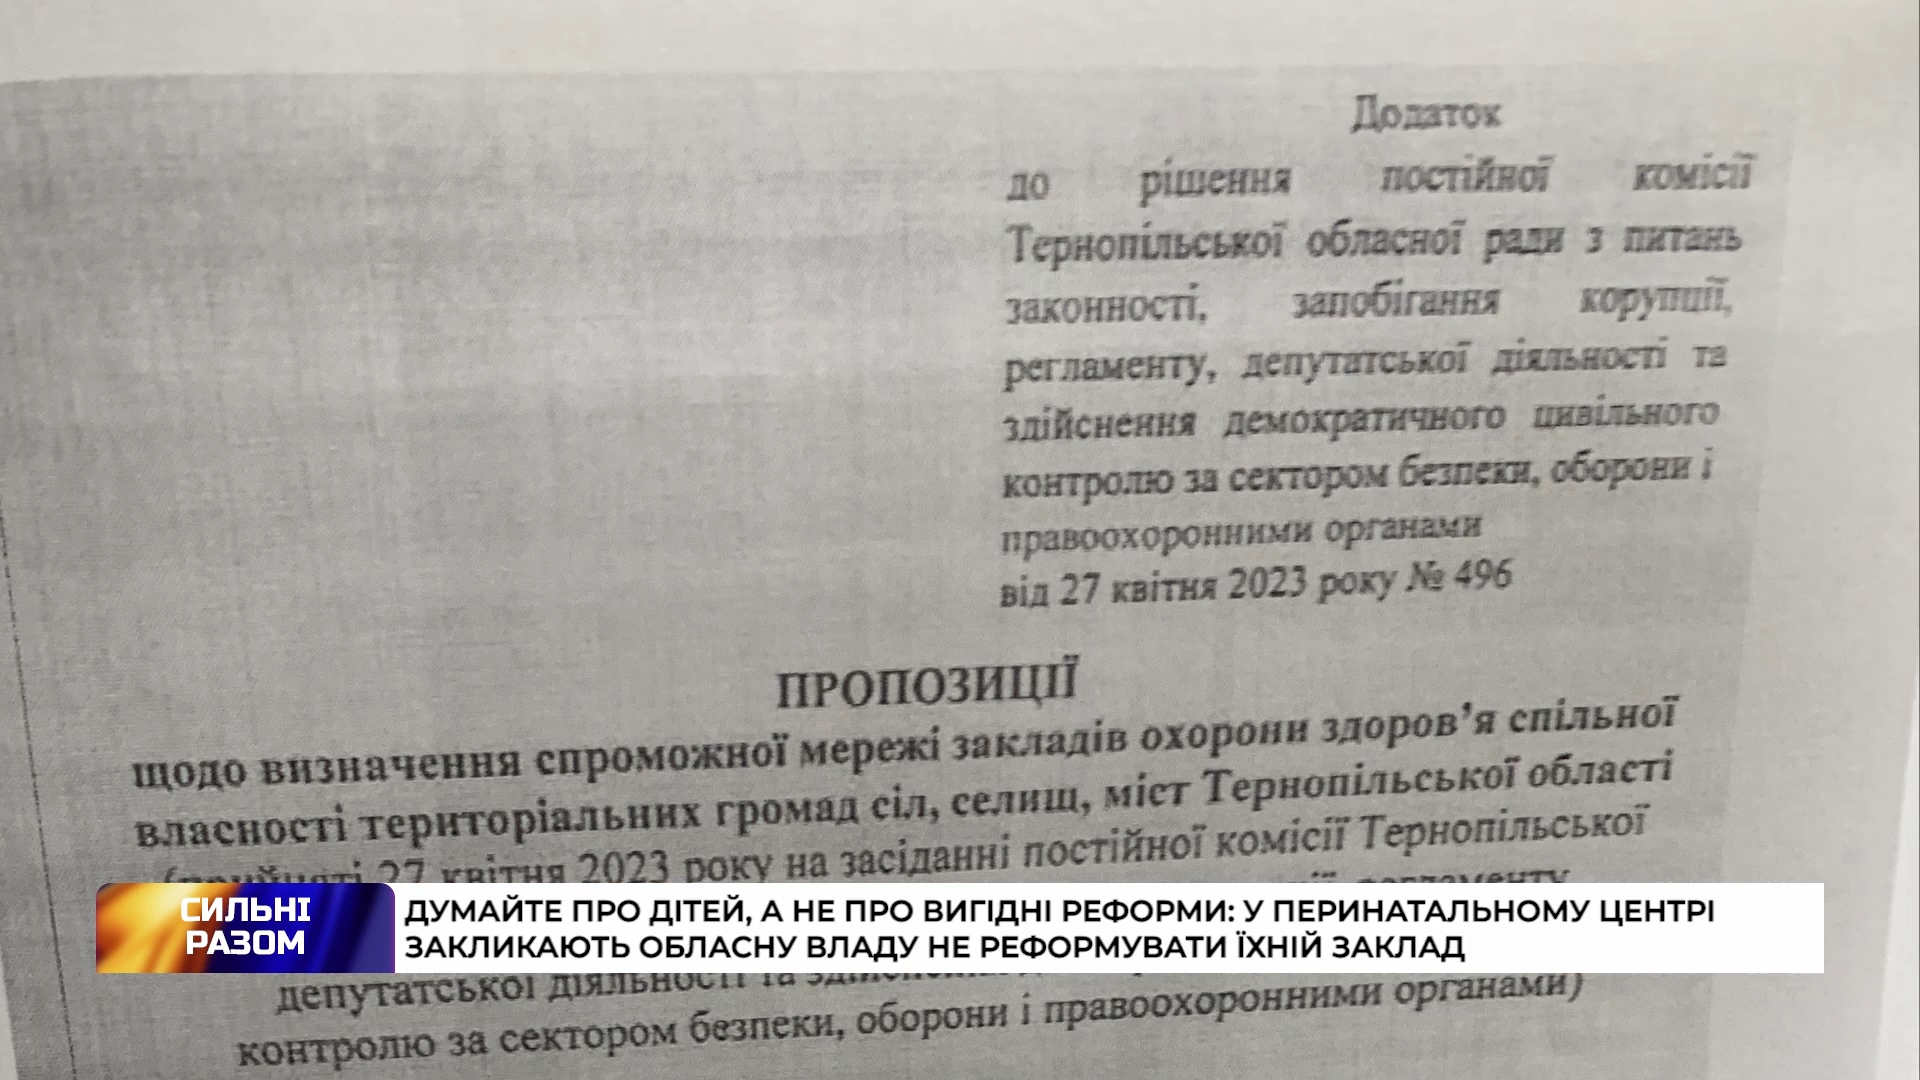 Додаток
до рішення постійної комісії
Тернопільської обласної ради з питань
законності, запобігання корупції,
регламенту, депутатської діяльності та
здійснення демократичного цивільного
контролю за сектором безпеки, оборони і
правоохоронними органами
від 27 квітня 2023 року № 496
ПРОПОЗИЦІЇ
щодо визначення спроможної мережі закладів охорони здоров’я спільної
власності територіальних громад сіл, селищ, міст Тернопільської області
(прийняті 27 квітня 2023 року на засіданні постійної комісії Тернопільської
регламенту
СИЛЬНІ
РАЗОМ
ДУМАЙТЕ ПРО ДІТЕЙ, А НЕ ПРО ВИГІДНІ РЕФОРМИ: У ПЕРИНАТАЛЬНОМУ ЦЕНТРІ
ЗАКЛИКАЮТЬ ОБЛАСНУ ВЛАДУ НЕ РЕФОРМУВАТИ ЇХНІЙ ЗАКЛАД
депутатської діяльності та
контролю за сектором безпеки, оборони і правоохоронними органами)